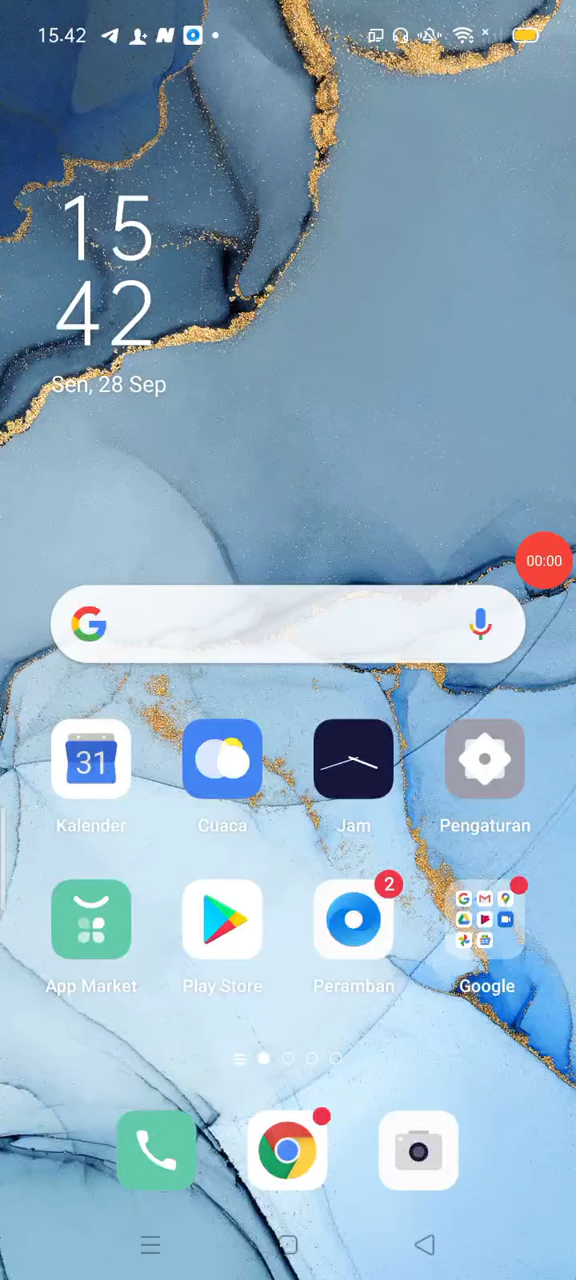 15.42
15
42
Sen, 28 Sep
00:00
31
Kalender
Cuaca
Jam
Pengaturan
2
App Market
Play Store
Peramban
Google